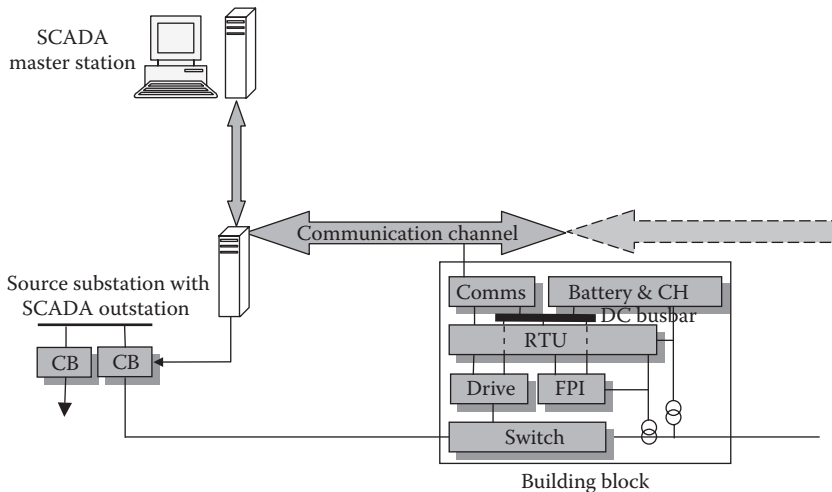 SCADA
master station
Communication channel
Source substation with
SCADA outstation
Comms
Battery & CH
DC busbar
RTU
CB
CB
Drive
FPI
Switch
Building block